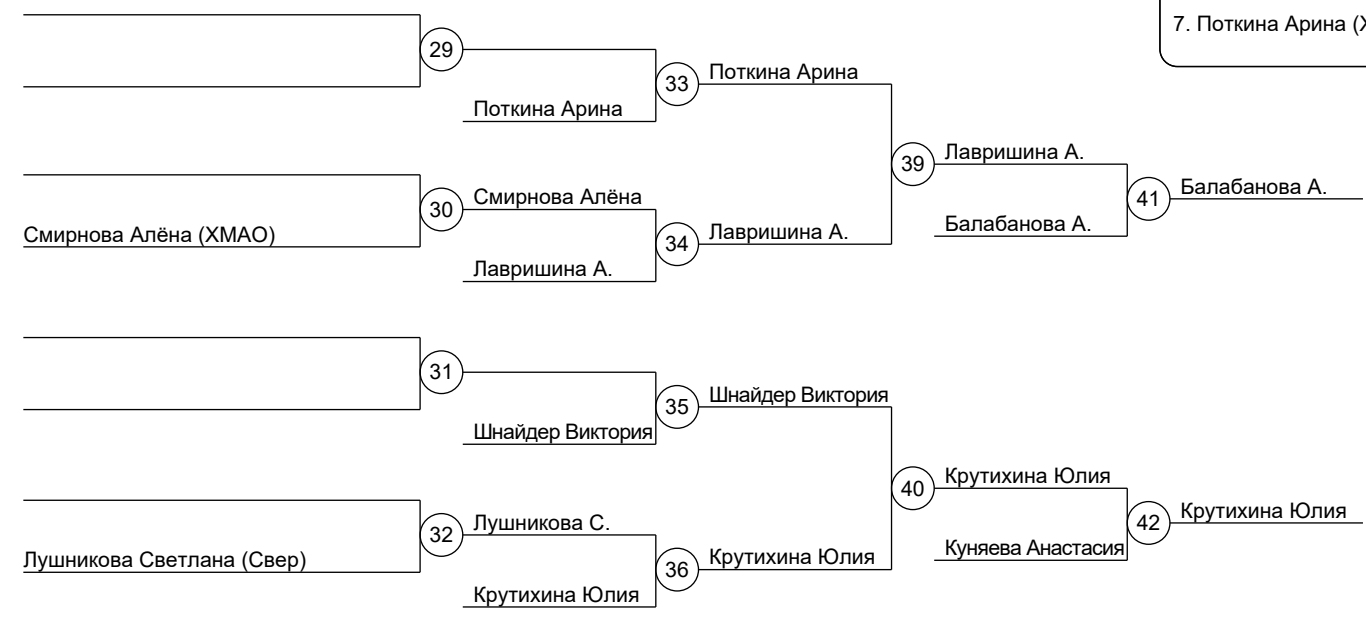 7. Поткина Арина (Х
29
33
Поткина Арина
Поткина Арина
39
Лавришина А.
30
Смирнова Алёна
41
Балабанова А.
Смирнова Алёна (ХМАО)
34
Лавришина А.
Балабанова А.
Лавришина А.
31
35
Шнайдер Виктория
Шнайдер Виктория
40
Крутихина Юлия
32
Лушникова С.
42
Крутихина Юлия
Лушникова Светлана (Свер)
36
Крутихина Юлия
Куняева Анастасия
Крутихина Юлия